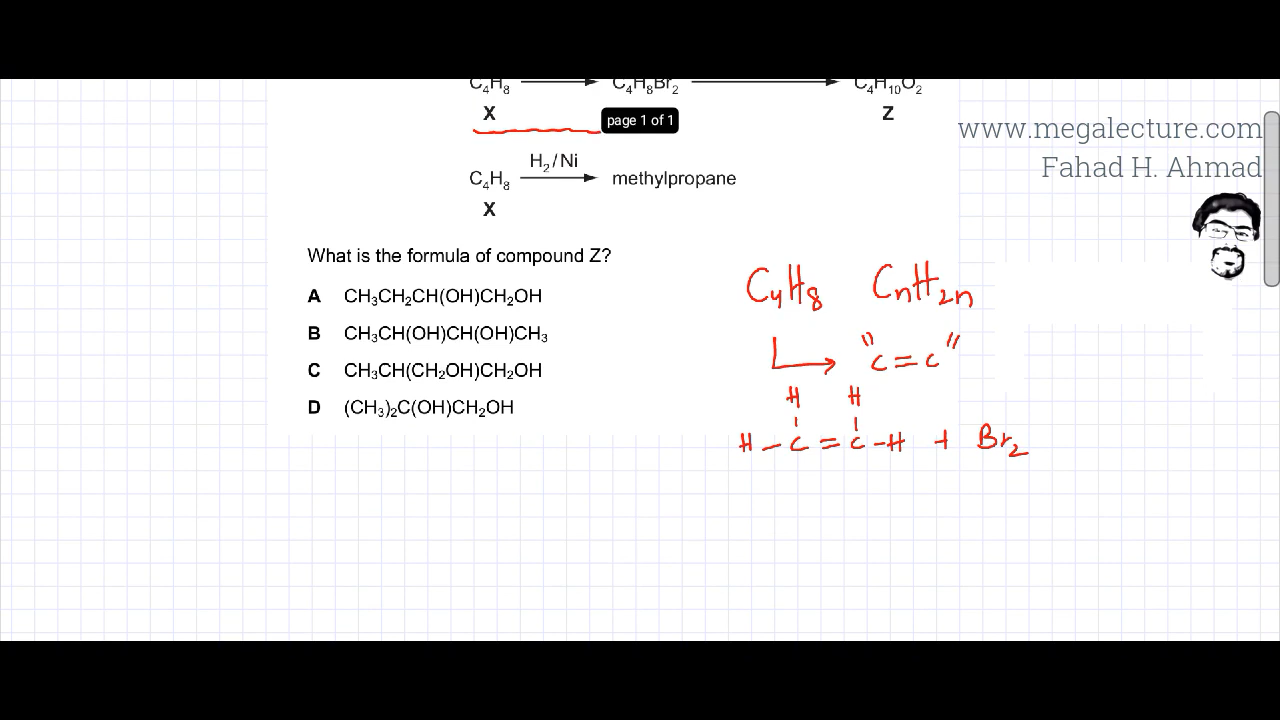 C₄H₈ → C₄H₈Br₂ → C₄H₁₀O₂
X Z
page 1 of 1
www.megalecture.com
Fahad H. Ahmad
H₂/Ni
C₄H₈ → methylpropane
X
What is the formula of compound Z?
A CH₃CH₂CH(OH)CH₂OH
B CH₃CH(OH)CH(OH)CH₃
C CH₃CH(CH₂OH)CH₂OH
D (CH₃)₂C(OH)CH₂OH
C₄H₈ CnH₂n
→ "C=C"
H H
H-C=C-H + Br₂